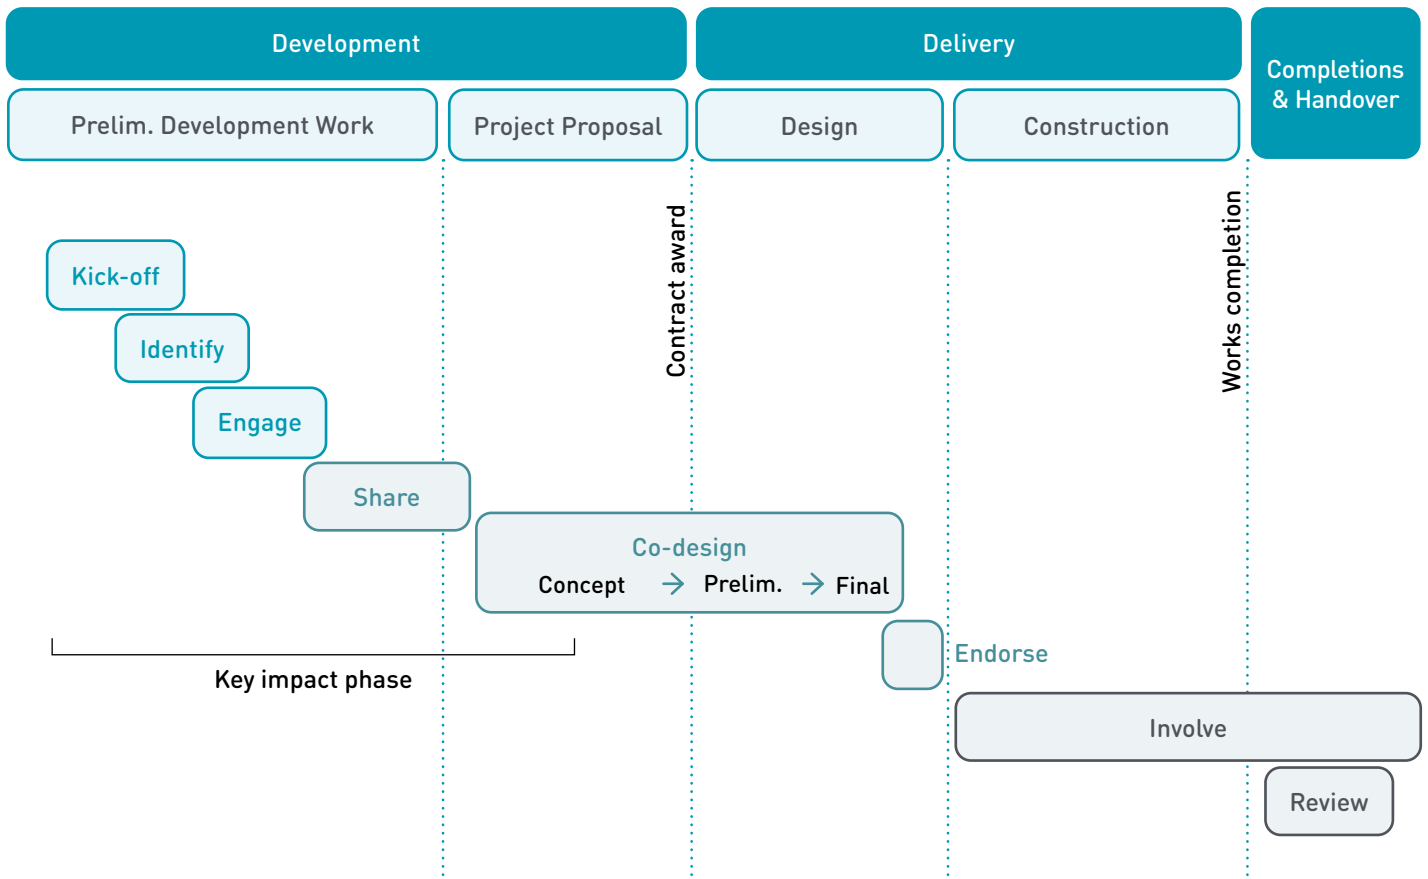 Development
Delivery
Completions
& Handover
Prelim. Development Work
Project Proposal
Design
Construction
Contract award
Works completion
Kick-off
Identify
Engage
Share
Co-design
Concept → Prelim. → Final
Endorse
Key impact phase
Involve
Review